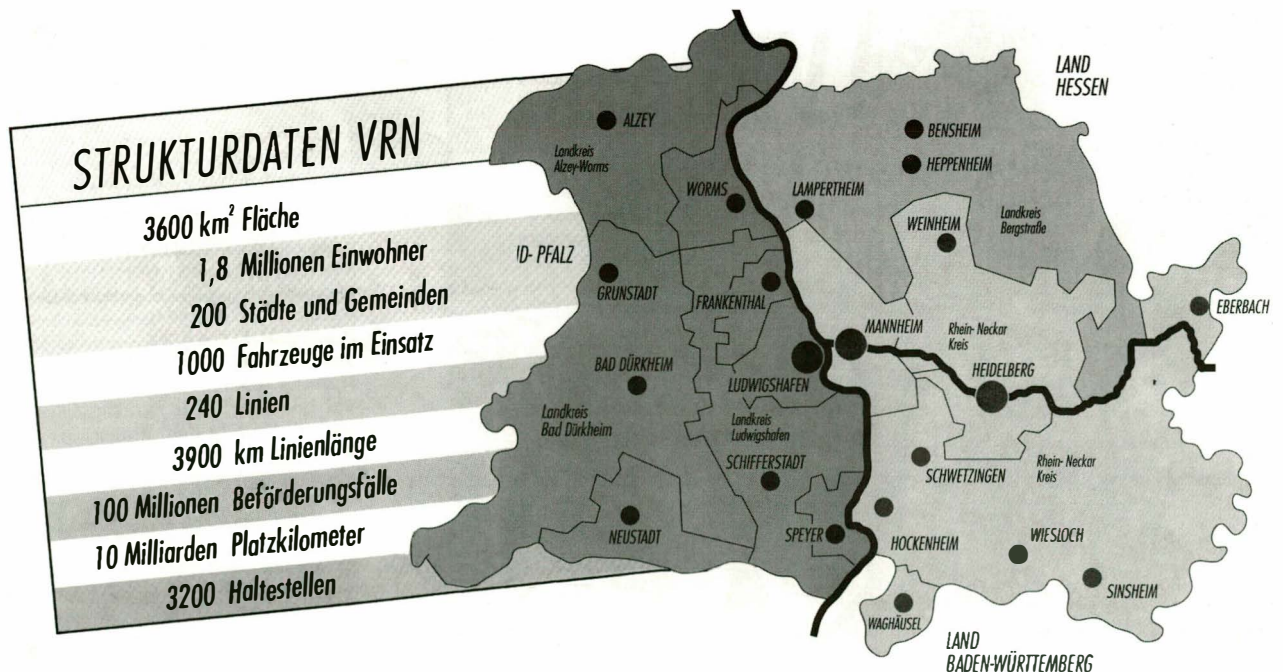 STRUKTURDATEN VRN
3600 km² Fläche
1,8 Millionen Einwohner
200 Städte und Gemeinden
1000 Fahrzeuge im Einsatz
240 Linien
3900 km Linienlänge
100 Millionen Beförderungsfälle
10 Milliarden Platzkilometer
3200 Haltestellen
LAND
HESSEN
ALZEY
Landkreis
Alzey-Worms
BENSHEIM
HEPPENHEIM
WORMS
LAMPERTHEIM
WEINHEIM
Landkreis
Bergstraße
D- PFALZ
GRUNSTADT
FRANKENTHAL
EBERBACH
MANNHEIM
Rhein- Neckar
Kreis
BAD DÜRKHEIM
LUDWIGSHAFEN
HEIDELBERG
Landkreis
Bad Dürkheim
Landkreis
Ludwigshafen
SCHIFFERSTADT
SCHWETZINGEN
Rhein- Neckar
Kreis
NEUSTADT
SPEYER
HOCKENHEIM
WIESLOCH
SINSHEIM
WAGHÄUSEL
LAND
BADEN-WÜRTTEMBERG